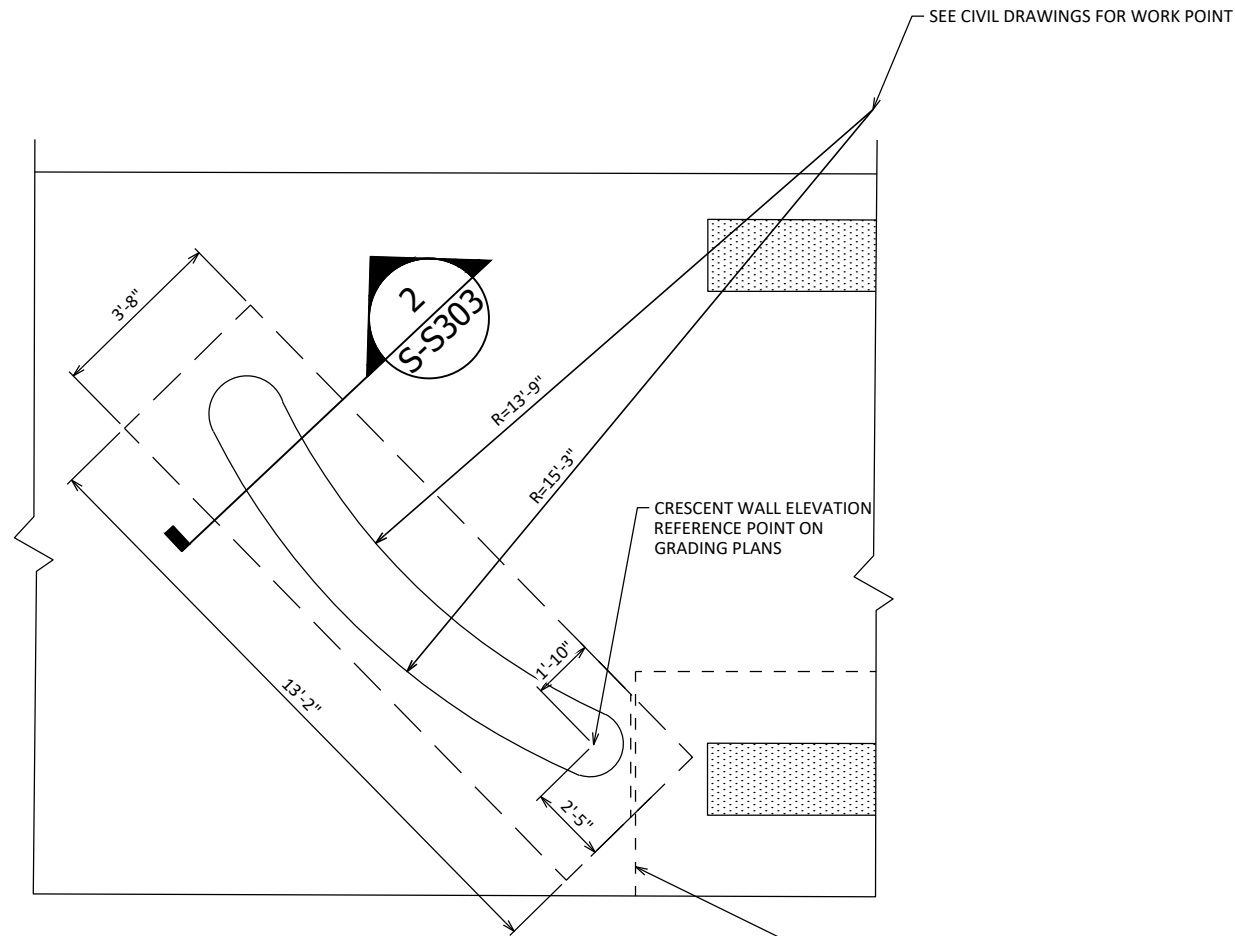 SEE CIVIL DRAWINGS FOR WORK POINT
3'-8"
2
S-S303
R=13'-9"
R=15'-3"
CRESCENT WALL ELEVATION
REFERENCE POINT ON
GRADING PLANS
1'-10"
13'-2"
2'-5"